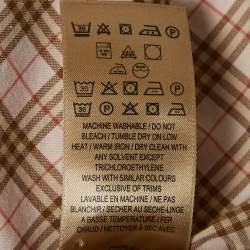 30
30
30
MACHINE WASHABLE / DO NOT
BLEACH / TUMBLE DRY ON LOW
HEAT / WARM IRON / DRY CLEAN WITH
ANY SOLVENT EXCEPT
TRICHLOROETHYLENE
WASH WITH SIMILAR COLOURS
EXCLUSIVE OF TRIMS
LAVABLE EN MACHINE / NE PAS
BLANCHIR / SECHER AU SECHE-LINGE
A BASSE TEMPERATURE / FER
CHAUD / NETTOYAGE A SEC AVEC